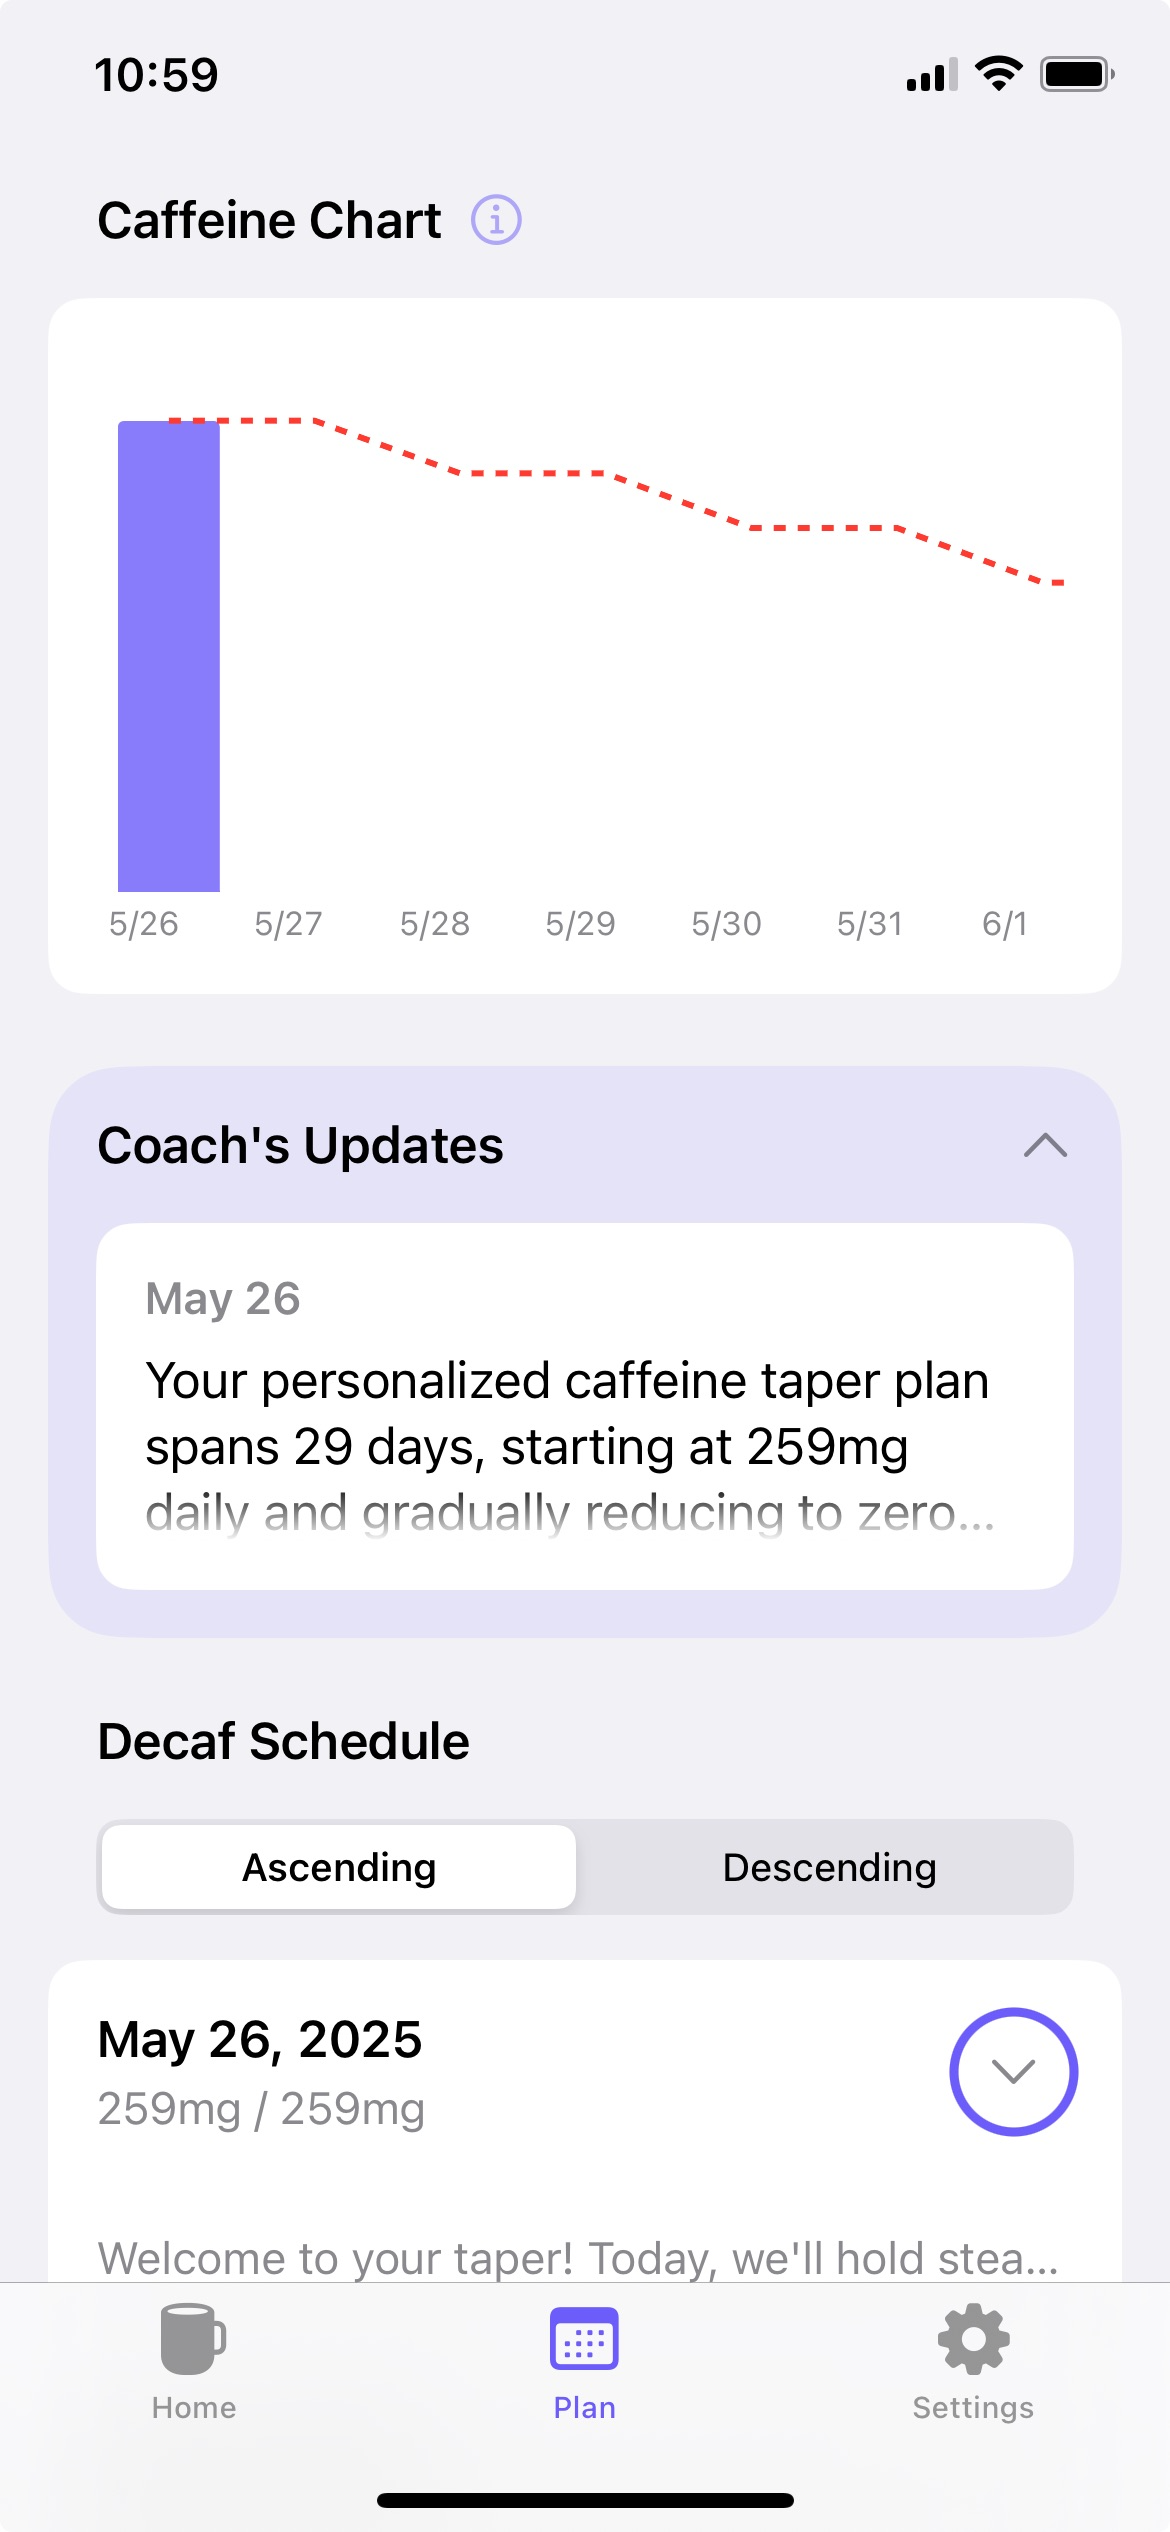 10:59
Caffeine Chart
5/26 5/27 5/28 5/29 5/30 5/31 6/1
Coach's Updates
May 26
Your personalized caffeine taper plan
spans 29 days, starting at 259mg
daily and gradually reducing to zero...
Decaf Schedule
Ascending Descending
May 26, 2025
259mg / 259mg
Welcome to your taper! Today, we'll hold stea...
Home Plan Settings